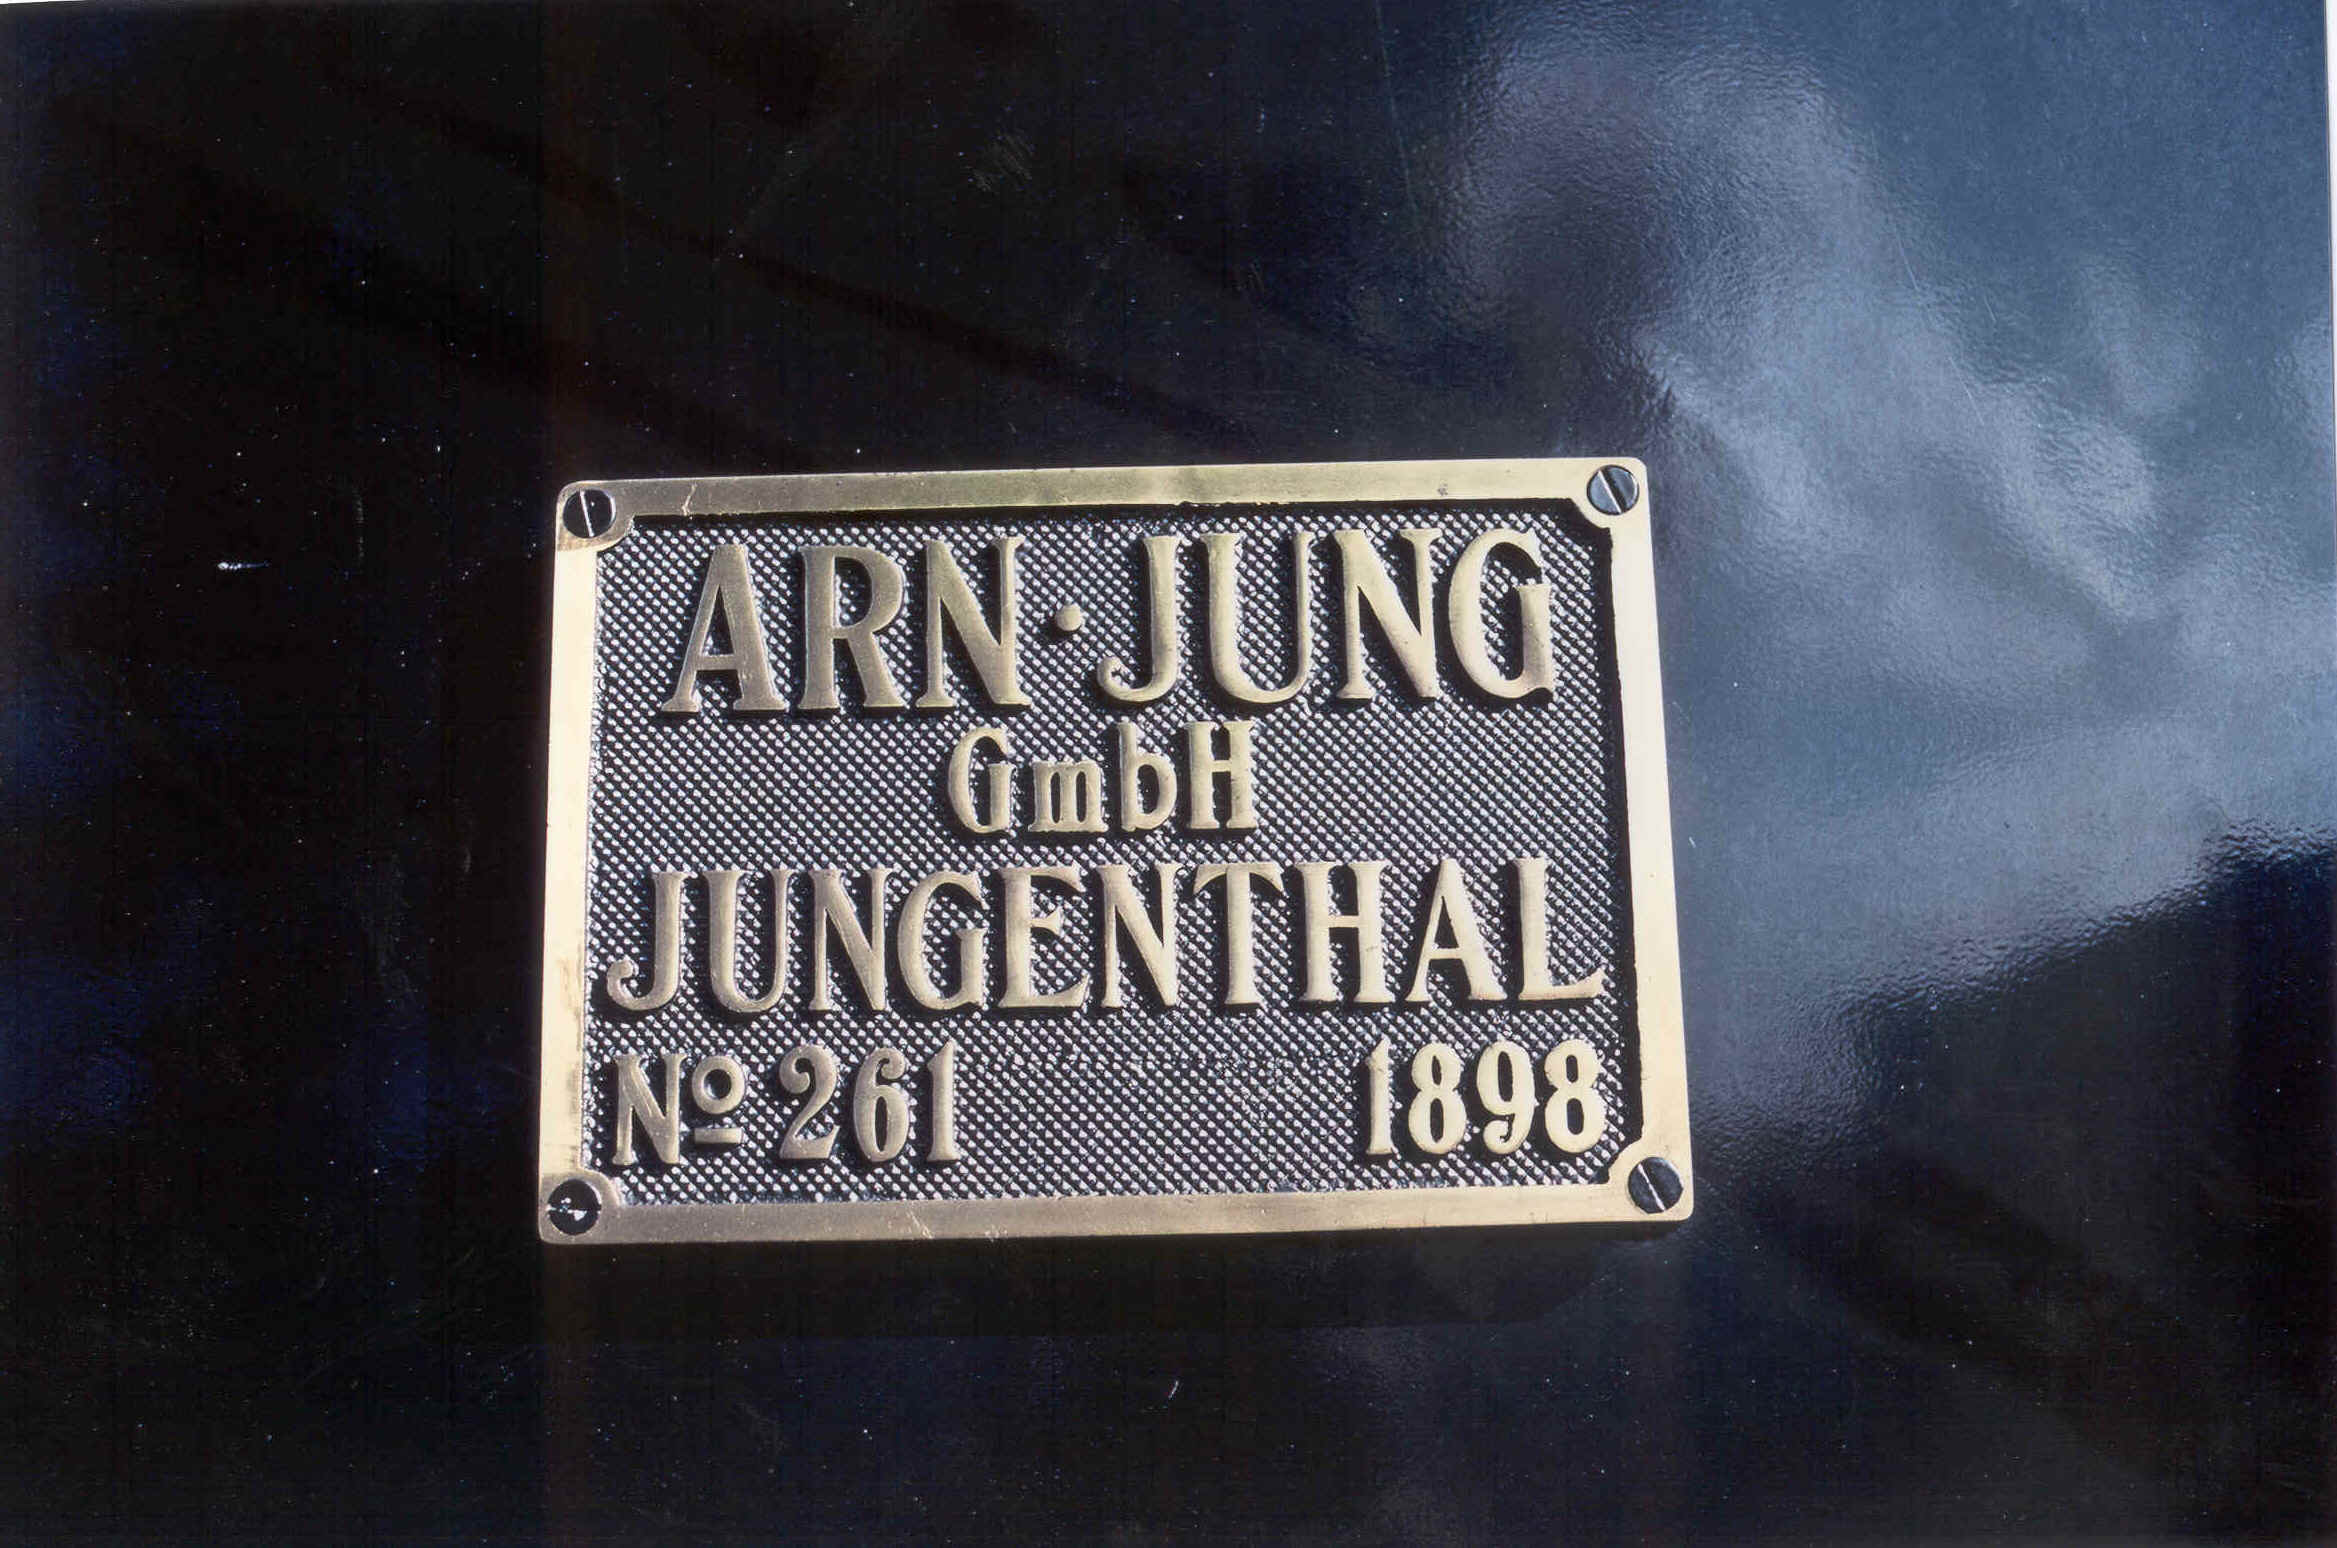 ARN·JUNG
GmbH
JUNGENTHAL
Nº 261 1898